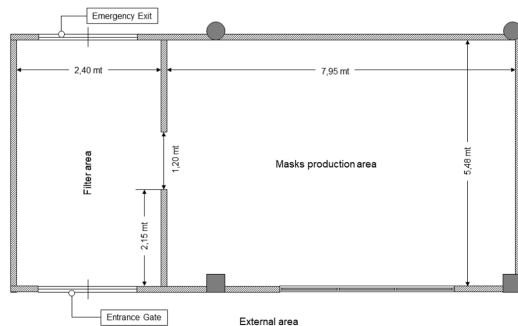 Emergency Exit
2,40 mt
7,95 mt
1,20 mt
5,48 mt
Filter area
Masks production area
2,15 mt
Entrance Gate
External area